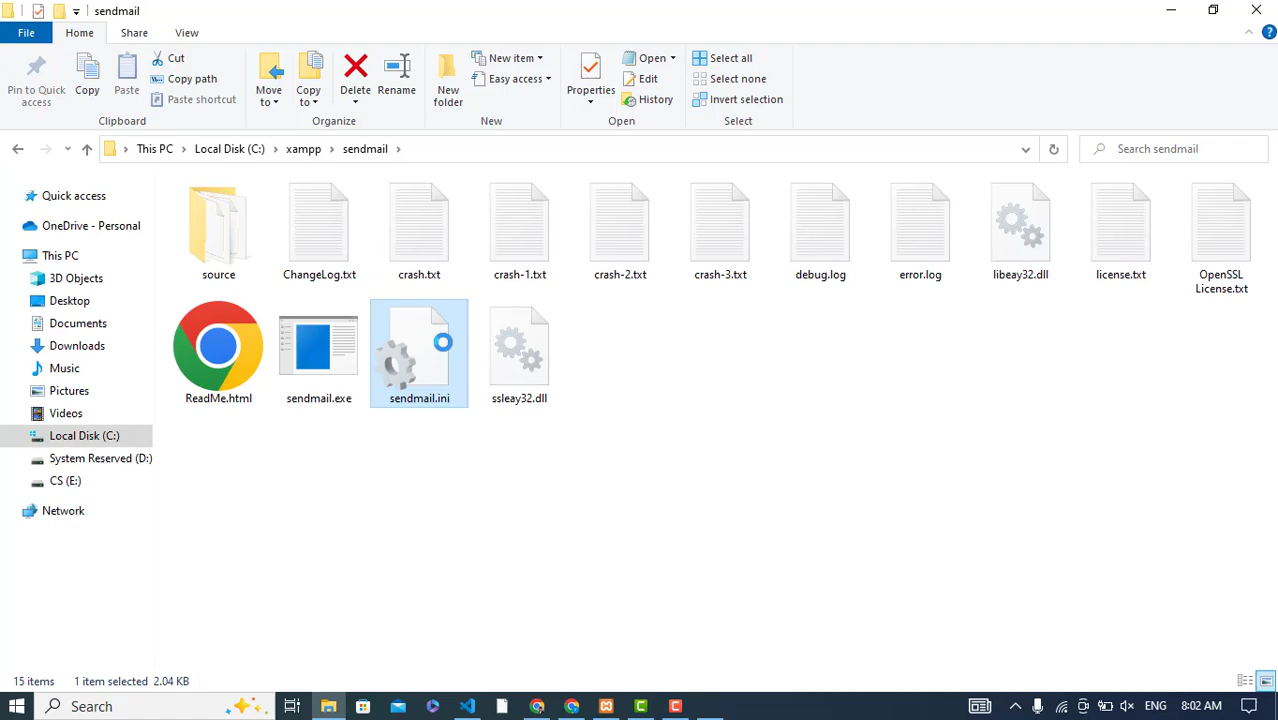 sendmail
File Home Share View
Pin to Quick access
Copy
Paste
Cut
Copy path
Paste shortcut
Clipboard
Move to
Copy to
Delete
Rename
Organize
New folder
New item
Easy access
New
Properties
Open
Edit
History
Open
Select all
Select none
Invert selection
Select
This PC Local Disk (C:) xampp sendmail
Search sendmail
Quick access
OneDrive - Personal
This PC
3D Objects
Desktop
Documents
Downloads
Music
Pictures
Videos
Local Disk (C:)
System Reserved (D:)
CS (E:)
Network
source ChangeLog.txt crash.txt crash-1.txt crash-2.txt crash-3.txt debug.log error.log libeay32.dll license.txt OpenSSL
License.txt
ReadMe.html sendmail.exe sendmail.ini ssleay32.dll
15 items 1 item selected 2.04 KB
Search
ENG 8:02 AM